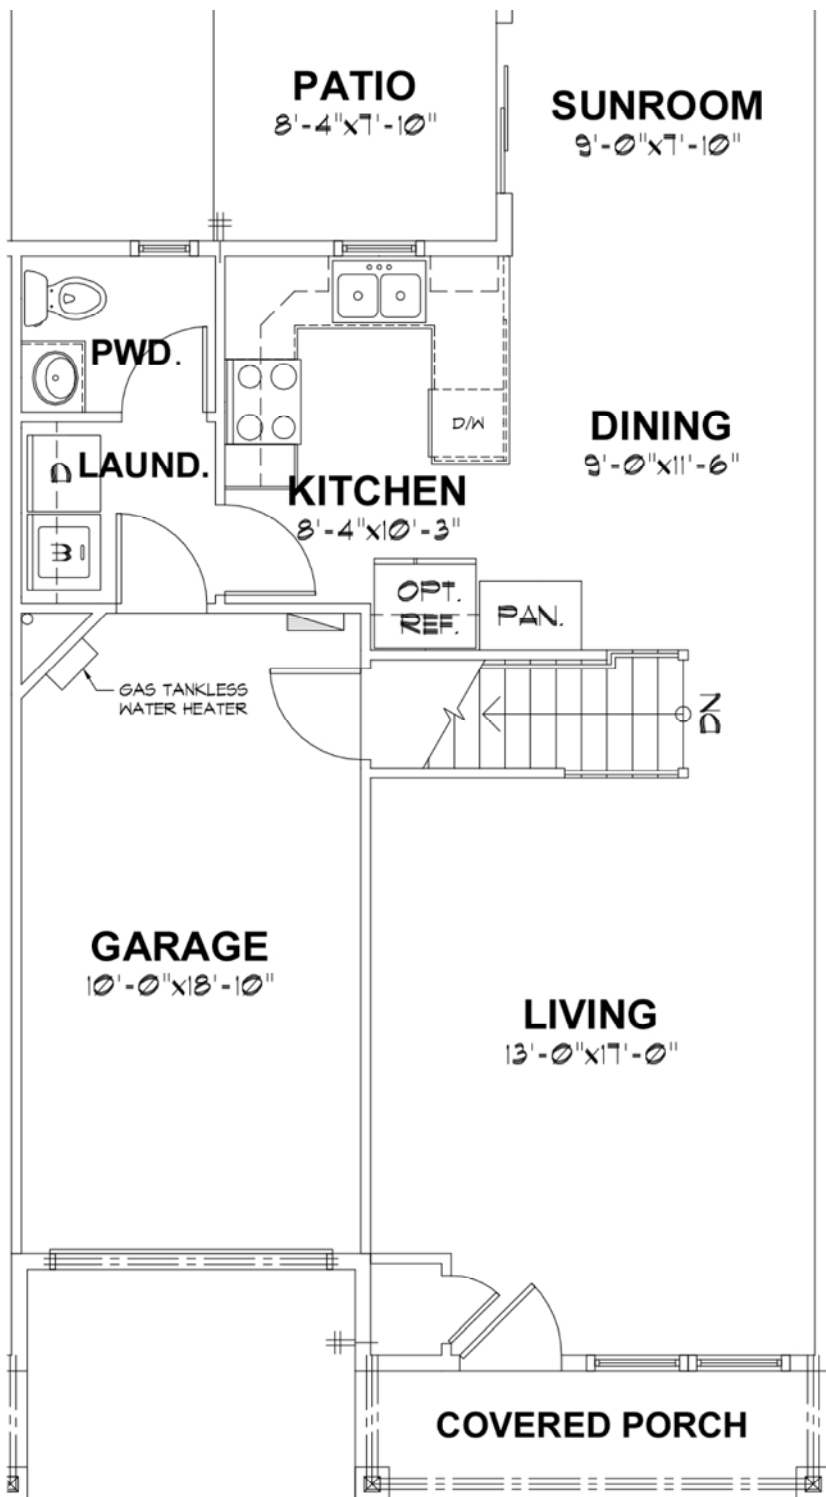 PATIO
8'-4"x7'-10"
SUNROOM
9'-0"x7'-10"
PWD.
DINING
9'-0"x11'-6"
D/W
LAUND.
D
KITCHEN
8'-4"x10'-3"
W
OPT.
REF.
PAN.
GAS TANKLESS
WATER HEATER
DN
GARAGE
10'-0"x18'-10"
LIVING
13'-0"x17'-0"
COVERED PORCH